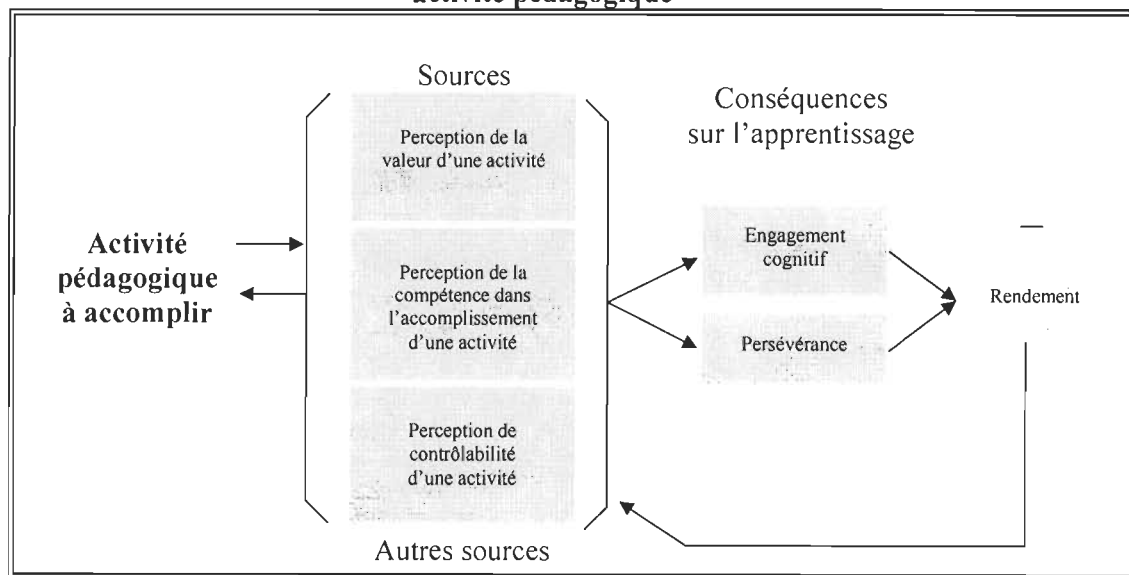 activité pédagogique
Sources
Perception de la
valeur d'une activité
Conséquences
sur l'apprentissage
Activité
pédagogique
à accomplir
Perception de la
compétence dans
l'accomplissement
d'une activité
Engagement
cognitif
Persévérance
Rendement
Perception de
contrôlabilité
d'une activité
Autres sources